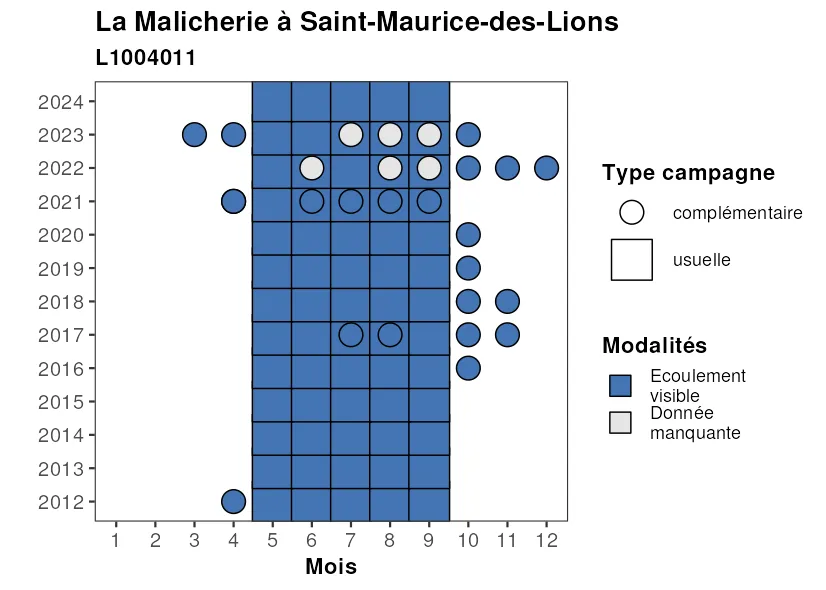 La Malicherie à Saint-Maurice-des-Lions
L1004011
2024
2023
2022
2021
2020
2019
2018
2017
2016
2015
2014
2013
2012
1 2 3 4 5 6 7 8 9 10 11 12
Mois
Type campagne
complémentaire
usuelle
Modalités
Ecoulement
visible
Donnée
manquante